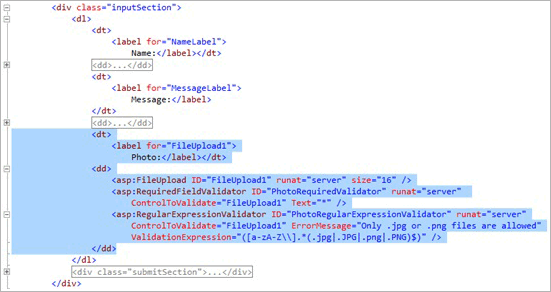 <div class="inputSection">
<dl>
<dt>
<label for="NameLabel">
Name:</label></dt>
<dd>...</dd>
<dt>
<label for="MessageLabel">
Message:</label>
</dt>
<dd>...</dd>
<dt>
<label for="FileUpload1">
Photo:</label></dt>
<dd>
<asp:FileUpload ID="FileUpload1" runat="server" size="16" />
<asp:RequiredFieldValidator ID="PhotoRequiredValidator" runat="server"
ControlToValidate="FileUpload1" Text="*" />
<asp:RegularExpressionValidator ID="PhotoRegularExpressionValidator" runat="server"
ControlToValidate="FileUpload1" ErrorMessage="Only .jpg or .png files are allowed"
ValidationExpression="([a-zA-Z\\].*(.jpg|.JPG|.png|.PNG)$)" />
</dd>
</dl>
<div class="submitSection">...</div>
</div>